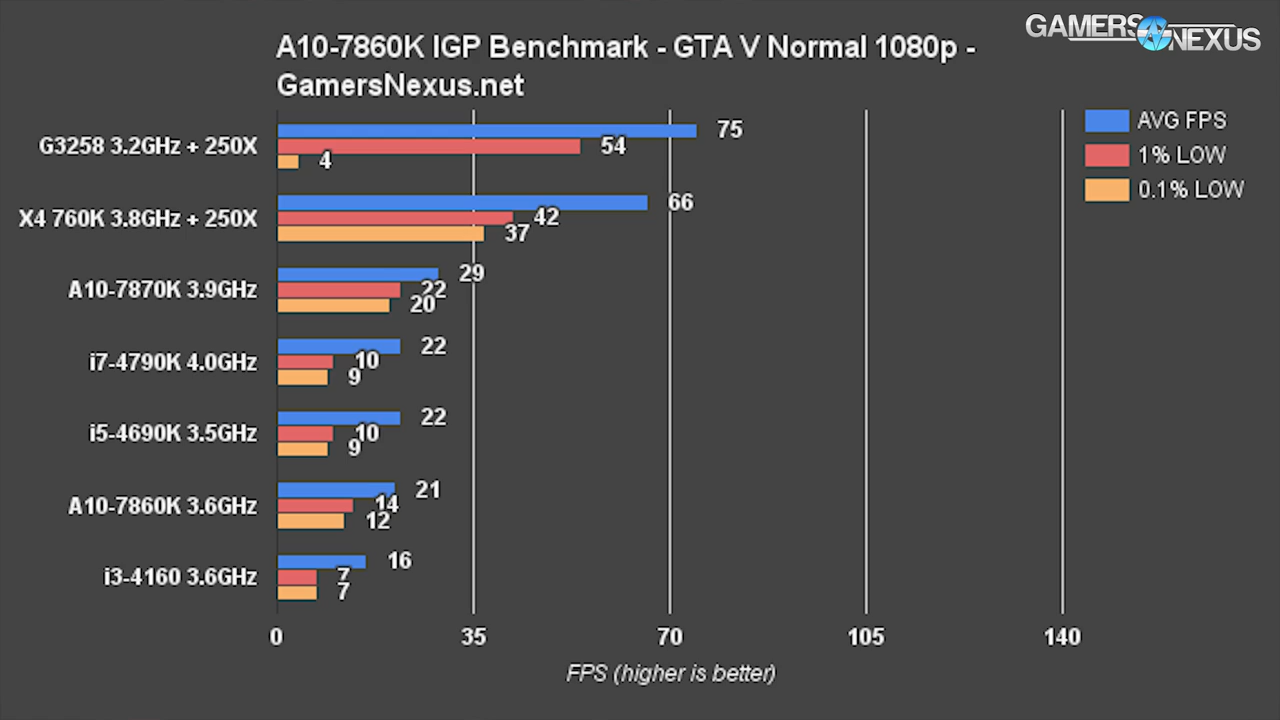 GAMERS NEXUS
A10-7860K IGP Benchmark - GTA V Normal 1080p -
GamersNexus.net
AVG FPS
1% LOW
0.1% LOW
G3258 3.2GHz + 250X
75
54
4
X4 760K 3.8GHz + 250X
66
42
37
A10-7870K 3.9GHz
29
22
20
i7-4790K 4.0GHz
22
10
9
i5-4690K 3.5GHz
22
10
9
A10-7860K 3.6GHz
21
14
12
i3-4160 3.6GHz
16
7
7
0 35 70 105 140
FPS (higher is better)